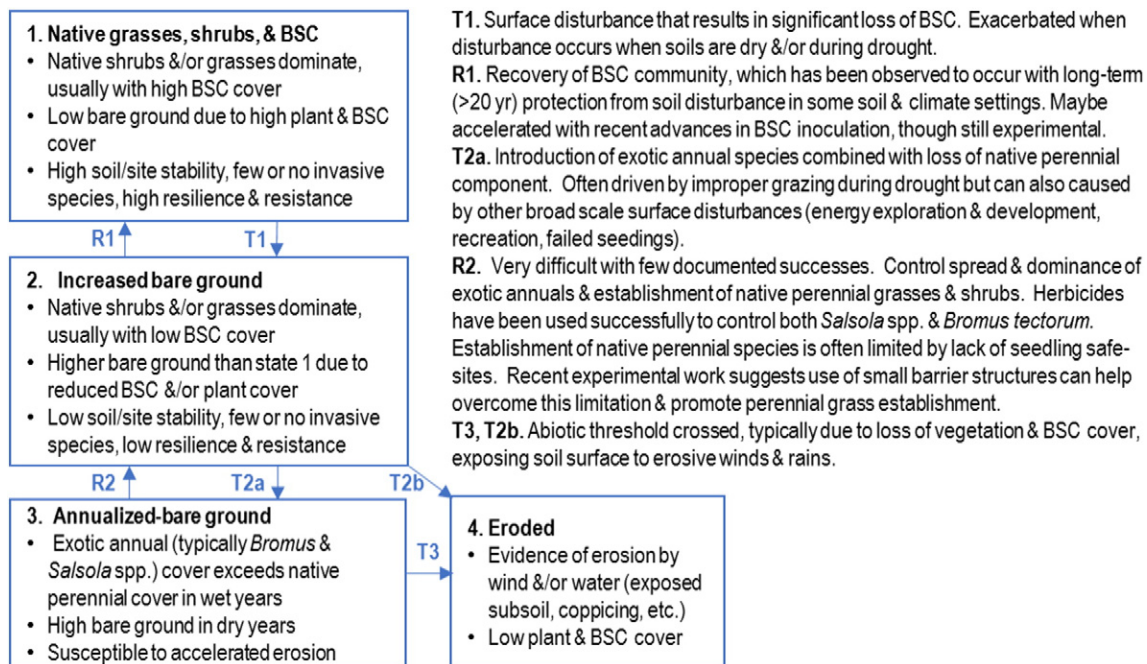 1. Native grasses, shrubs, & BSC
• Native shrubs &/or grasses dominate,
usually with high BSC cover
• Low bare ground due to high plant & BSC
cover
• High soil/site stability, few or no invasive
species, high resilience & resistance
R1
T1
2. Increased bare ground
• Native shrubs &/or grasses dominate,
usually with low BSC cover
• Higher bare ground than state 1 due to
reduced BSC &/or plant cover
• Low soil/site stability, few or no invasive
species, low resilience & resistance
R2
T2a
T2b
3. Annualized-bare ground
• Exotic annual (typically Bromus &
Salsola spp.) cover exceeds native
perennial cover in wet years
• High bare ground in dry years
• Susceptible to accelerated erosion
T3
4. Eroded
• Evidence of erosion by
wind &/or water (exposed
subsoil, coppicing, etc.)
• Low plant & BSC cover
T1. Surface disturbance that results in significant loss of BSC. Exacerbated when
disturbance occurs when soils are dry &/or during drought.
R1. Recovery of BSC community, which has been observed to occur with long-term
(>20 yr) protection from soil disturbance in some soil & climate settings. Maybe
accelerated with recent advances in BSC inoculation, though still experimental.
T2a. Introduction of exotic annual species combined with loss of native perennial
component. Often driven by improper grazing during drought but can also caused
by other broad scale surface disturbances (energy exploration & development,
recreation, failed seedings).
R2. Very difficult with few documented successes. Control spread & dominance of
exotic annuals & establishment of native perennial grasses & shrubs. Herbicides
have been used successfully to control both Salsola spp. & Bromus tectorum.
Establishment of native perennial species is often limited by lack of seedling safe-
sites. Recent experimental work suggests use of small barrier structures can help
overcome this limitation & promote perennial grass establishment.
T3, T2b. Abiotic threshold crossed, typically due to loss of vegetation & BSC cover,
exposing soil surface to erosive winds & rains.